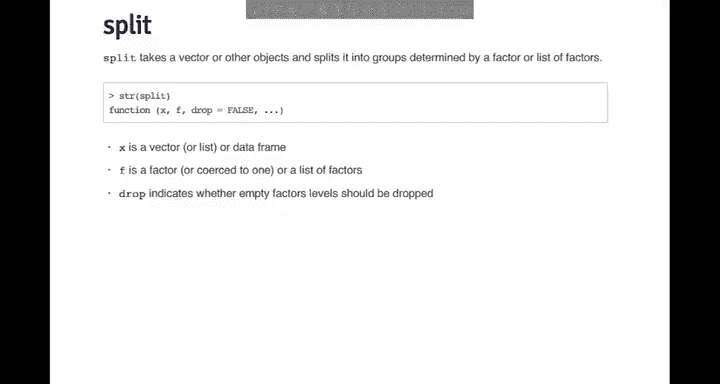 split
split takes a vector or other objects and splits it into groups determined by a factor or list of factors.
> str(split)
function (x, f, drop = FALSE, ...)
· x is a vector (or list) or data frame
· f is a factor (or coerced to one) or a list of factors
· drop indicates whether empty factors levels should be dropped